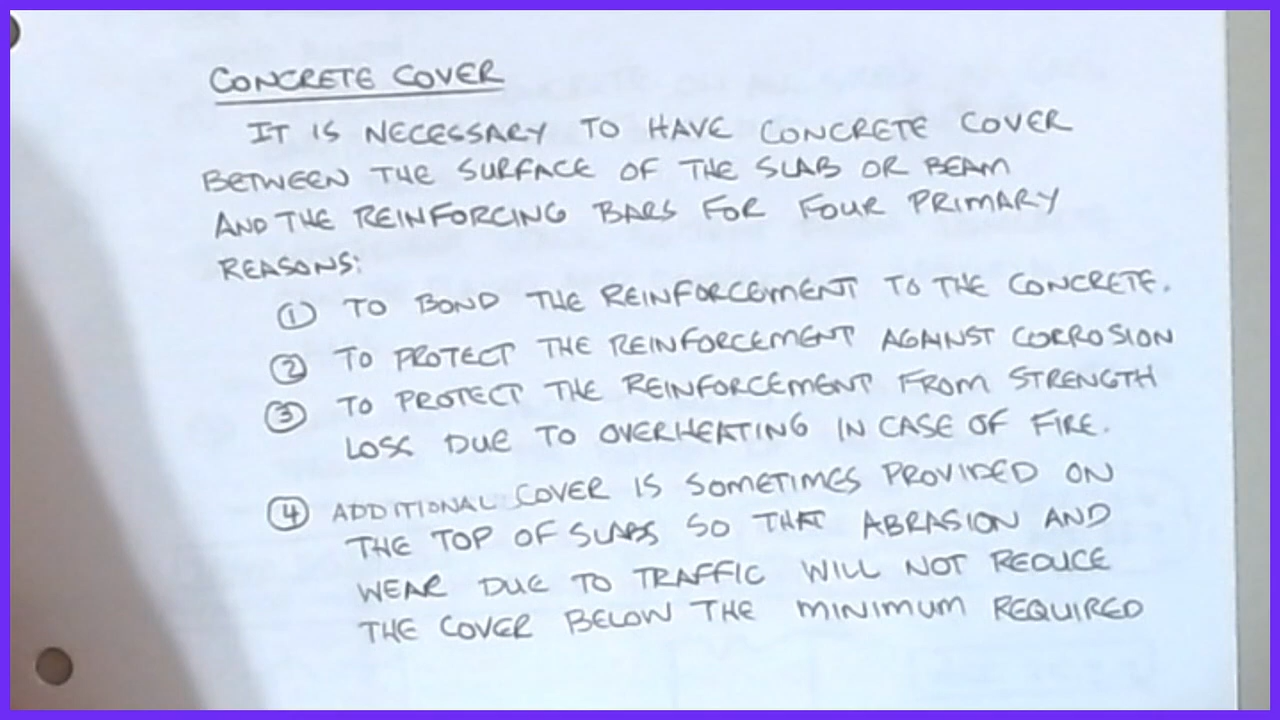 CONCRETE COVER
IT IS NECESSARY TO HAVE CONCRETE COVER
BETWEEN THE SURFACE OF THE SLAB OR BEAM
AND THE REINFORCING BARS FOR FOUR PRIMARY
REASONS:
① TO BOND THE REINFORCEMENT TO THE CONCRETE.
② TO PROTECT THE REINFORCEMENT AGAINST CORROSION
③ TO PROTECT THE REINFORCEMENT FROM STRENGTH
LOSS DUE TO OVERHEATING IN CASE OF FIRE.
④ ADDITIONAL COVER IS SOMETIMES PROVIDED ON
THE TOP OF SLABS SO THAT ABRASION AND
WEAR DUE TO TRAFFIC WILL NOT REDUCE
THE COVER BELOW THE MINIMUM REQUIRED